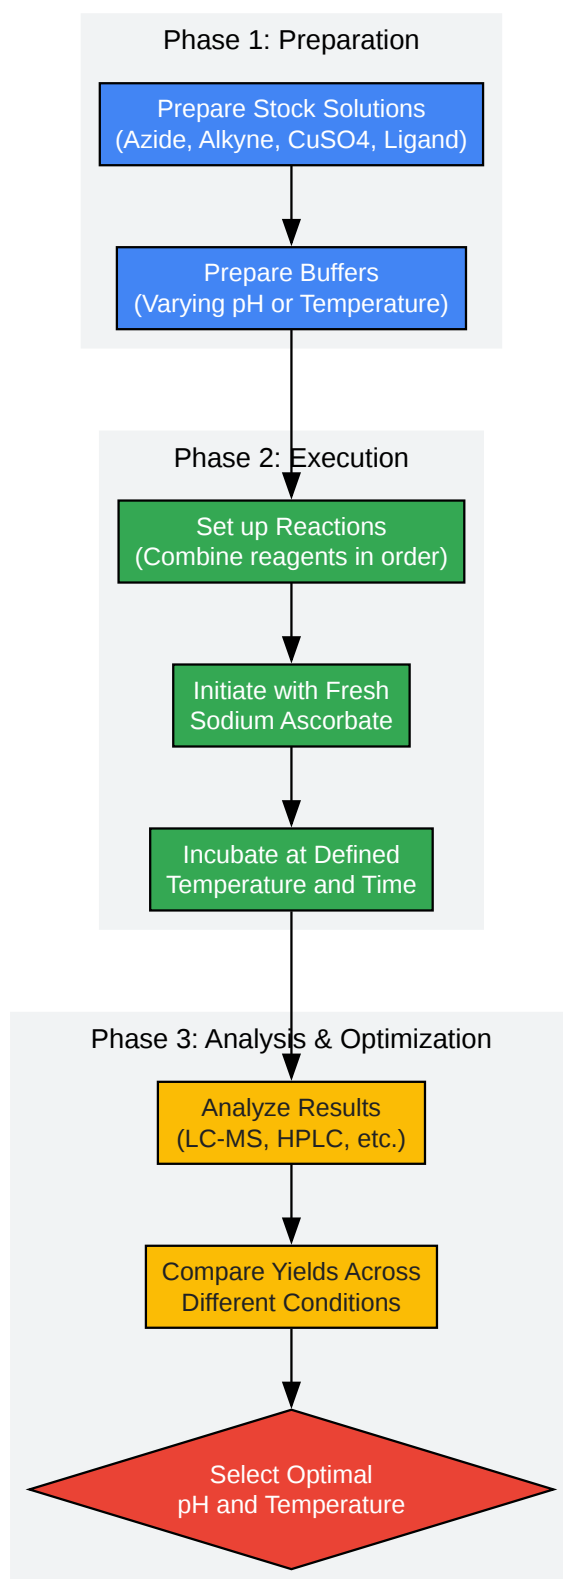 Phase 1: Preparation
Prepare Stock Solutions
(Azide, Alkyne, CuSO4, Ligand)
Prepare Buffers
(Varying pH or Temperature)
Phase 2: Execution
Set up Reactions
(Combine reagents in order)
Initiate with Fresh
Sodium Ascorbate
Incubate at Defined
Temperature and Time
Phase 3: Analysis & Optimization
Analyze Results
(LC-MS, HPLC, etc.)
Compare Yields Across
Different Conditions
Select Optimal
pH and Temperature